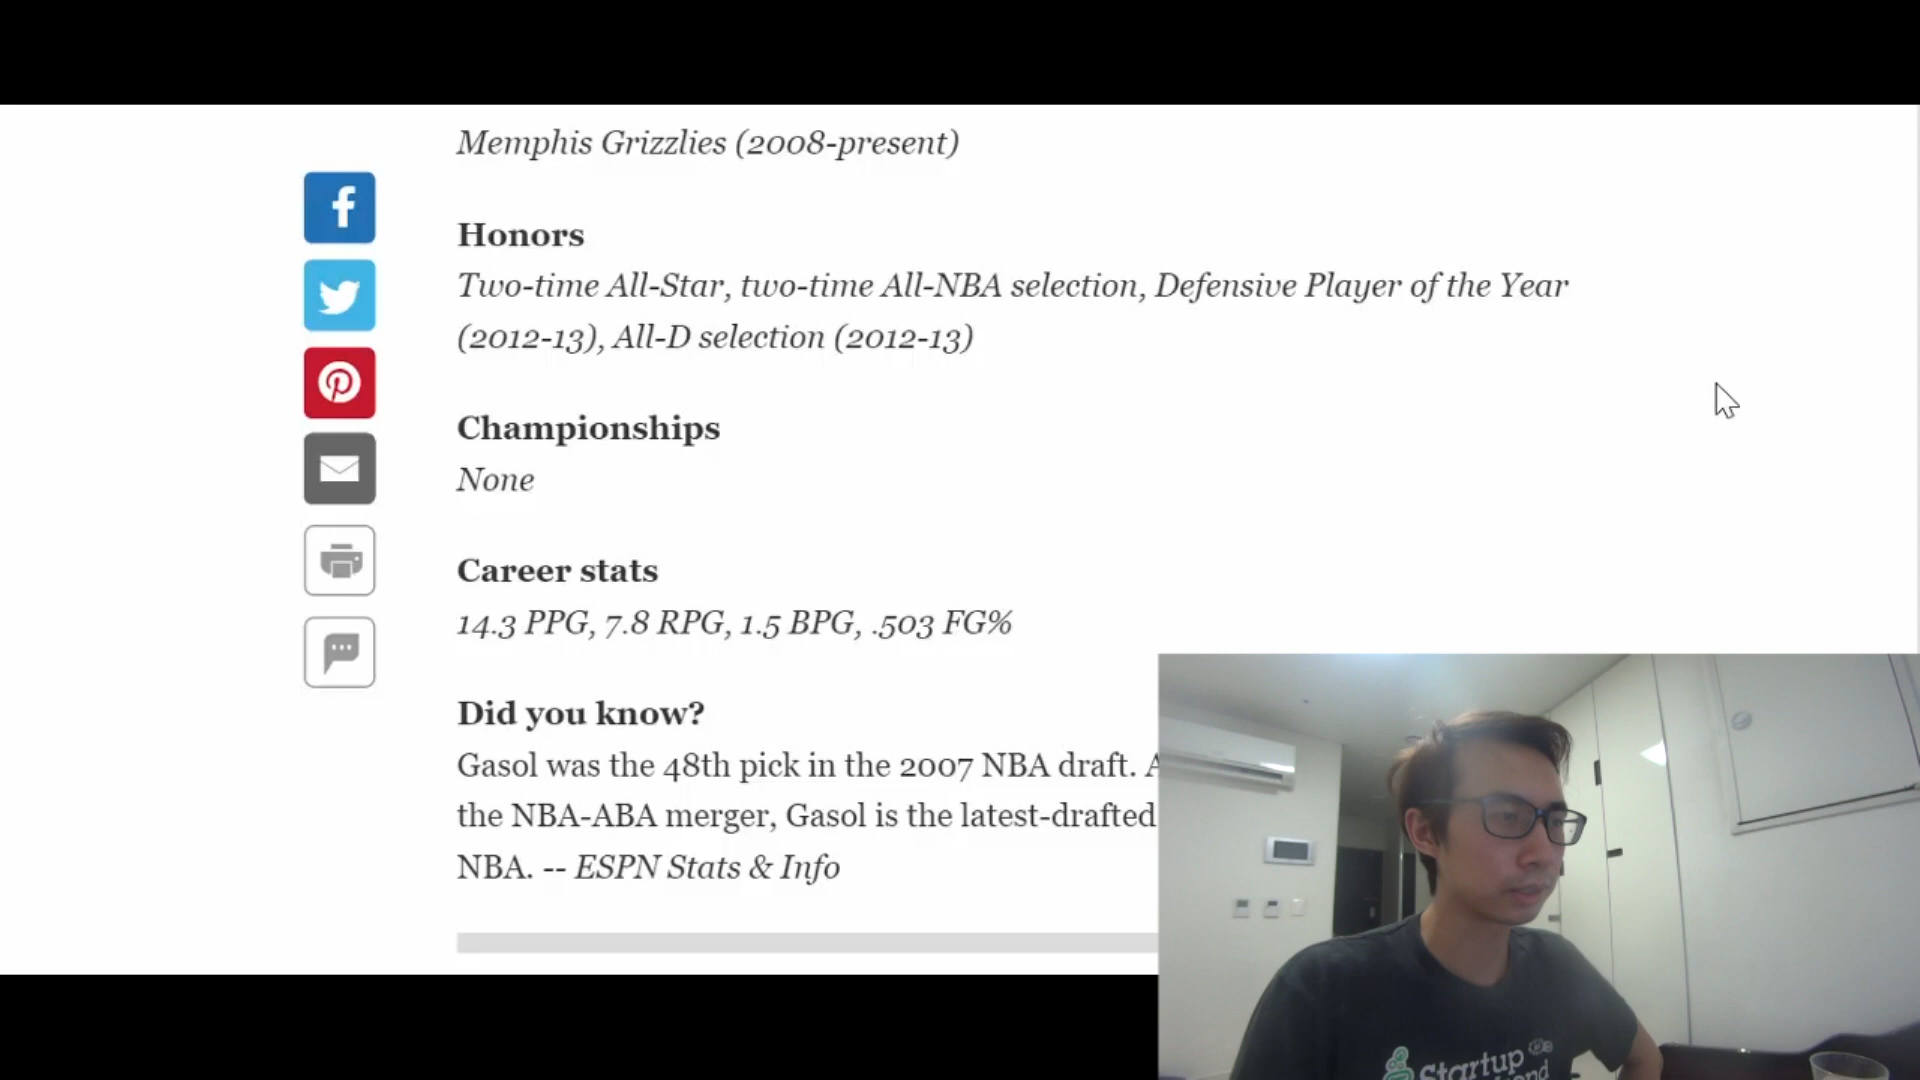 Memphis Grizzlies (2008-present)
Honors
Two-time All-Star, two-time All-NBA selection, Defensive Player of the Year
(2012-13), All-D selection (2012-13)
Championships
None
Career stats
14.3 PPG, 7.8 RPG, 1.5 BPG, .503 FG%
Did you know?
Gasol was the 48th pick in the 2007 NBA draft.
the NBA-ABA merger, Gasol is the latest-drafted
NBA. -- ESPN Stats & Info
Startup